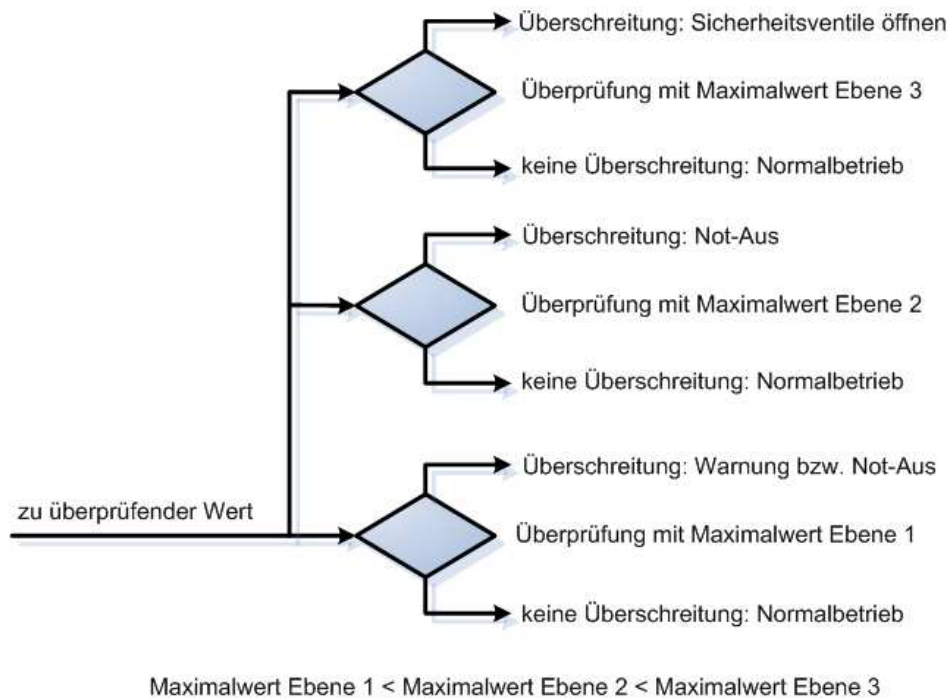 Überschreitung: Sicherheitsventile öffnen
Überprüfung mit Maximalwert Ebene 3
keine Überschreitung: Normalbetrieb
Überschreitung: Not-Aus
Überprüfung mit Maximalwert Ebene 2
keine Überschreitung: Normalbetrieb
Überschreitung: Warnung bzw. Not-Aus
zu überprüfender Wert
Überprüfung mit Maximalwert Ebene 1
keine Überschreitung: Normalbetrieb
Maximalwert Ebene 1 < Maximalwert Ebene 2 < Maximalwert Ebene 3